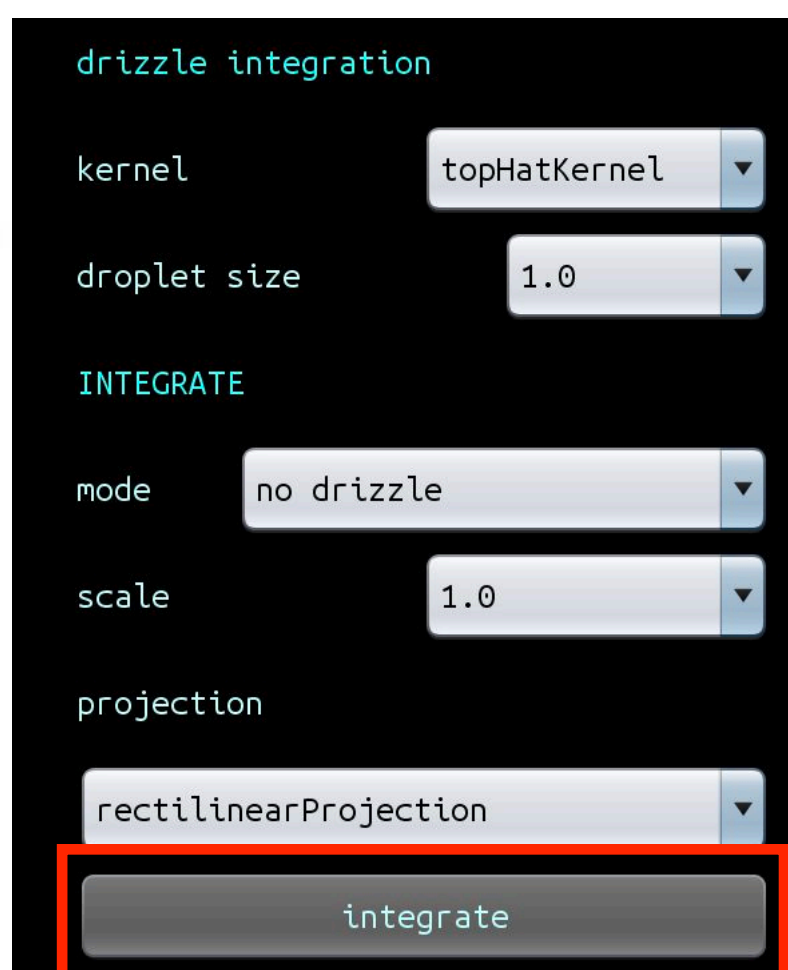 drizzle integration
kernel topHatKernel
droplet size 1.0
INTEGRATE
mode no drizzle
scale 1.0
projection
rectilinearProjection
integrate